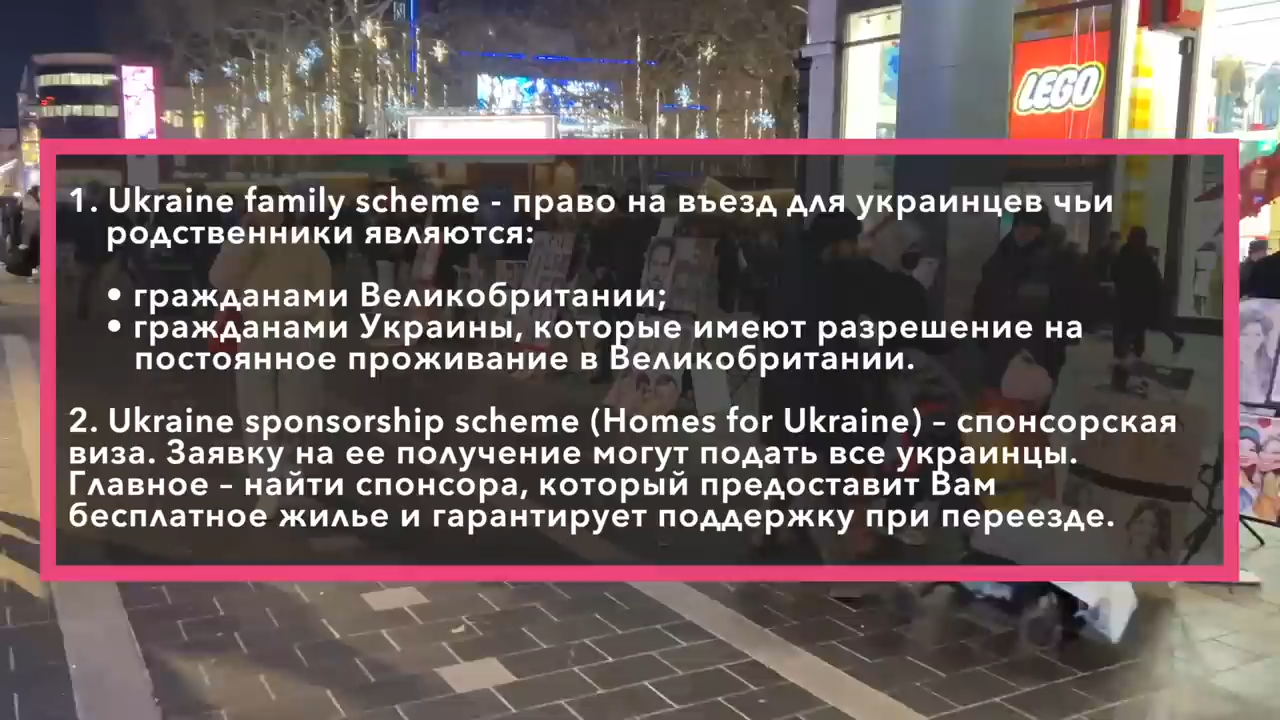 LEGO
1. Ukraine family scheme - право на въезд для украинцев чьи
родственники являются:
• гражданами Великобритании;
• гражданами Украины, которые имеют разрешение на
постоянное проживание в Великобритании.
2. Ukraine sponsorship scheme (Homes for Ukraine) – спонсорская
виза. Заявку на ее получение могут подать все украинцы.
Главное – найти спонсора, который предоставит Вам
бесплатное жилье и гарантирует поддержку при переезде.